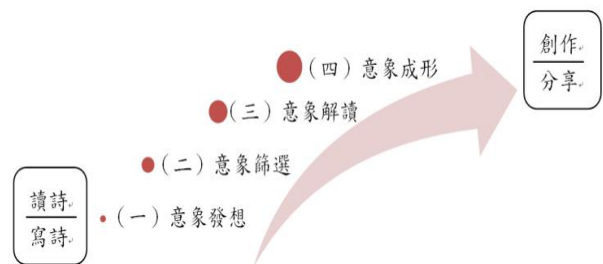 創作
分享
(四)意象成形
(三)意象解讀
(二)意象篩選
(一)意象發想
讀詩
寫詩